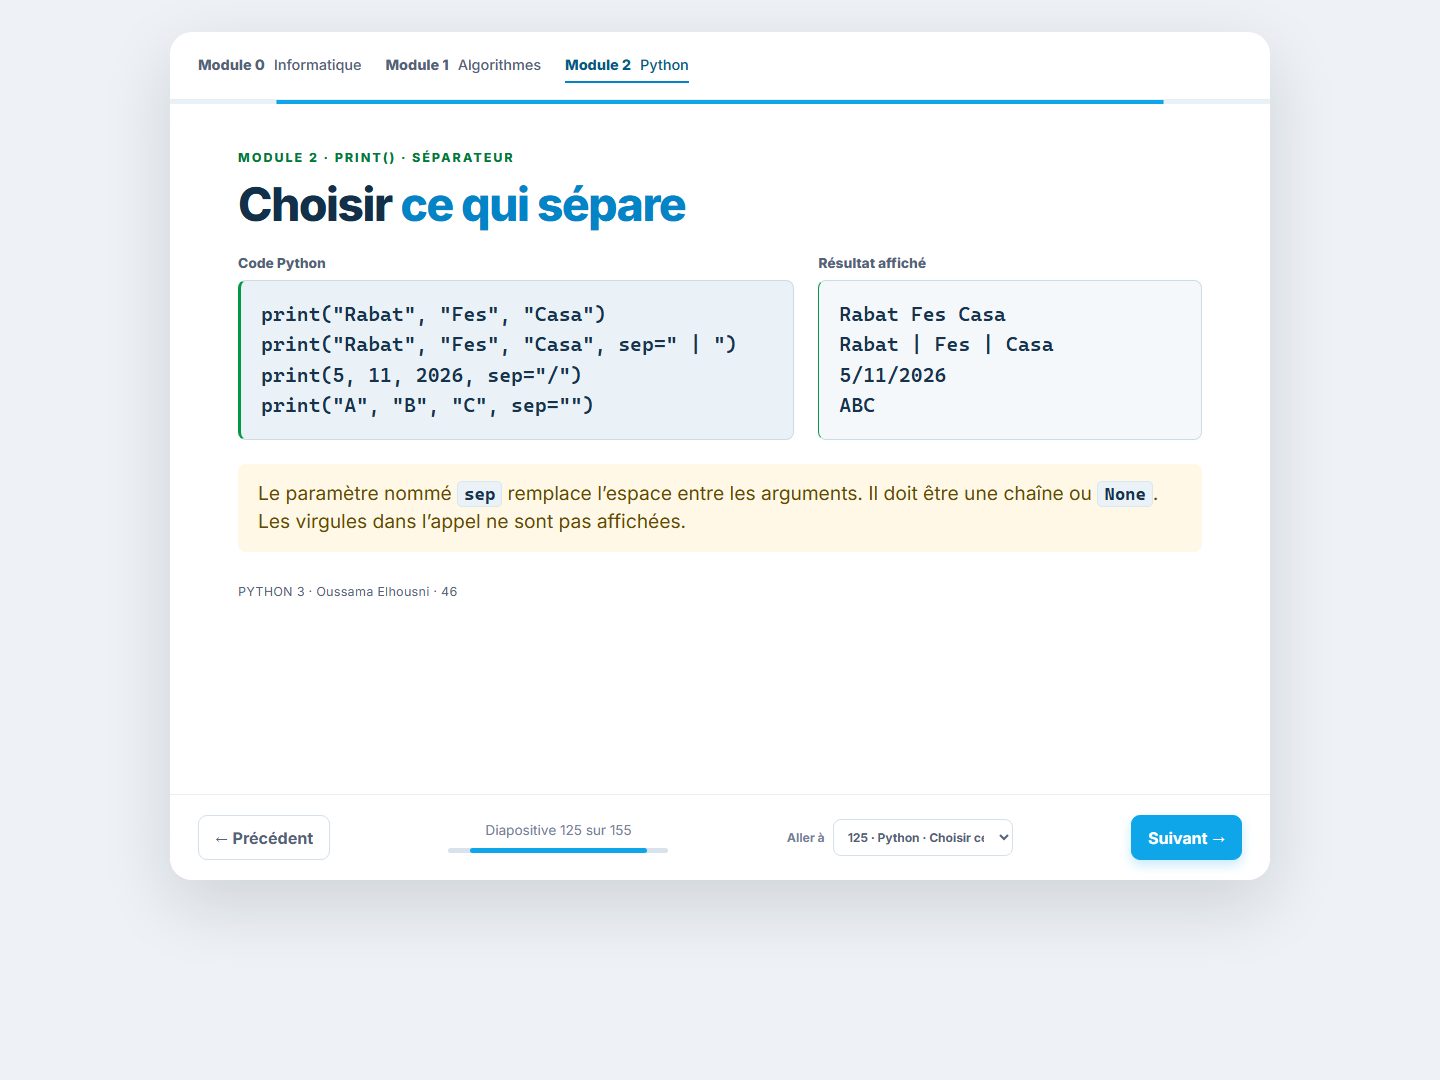 Module 0 Informatique Module 1 Algorithmes Module 2 Python
MODULE 2 · PRINT() · SÉPARATEUR
Choisir ce qui sépare
Code Python
print("Rabat", "Fes", "Casa")
print("Rabat", "Fes", "Casa", sep=" | ")
print(5, 11, 2026, sep="/")
print("A", "B", "C", sep="")
Résultat affiché
Rabat Fes Casa
Rabat | Fes | Casa
5/11/2026
ABC
Le paramètre nommé sep remplace l’espace entre les arguments. Il doit être une chaîne ou None.
Les virgules dans l’appel ne sont pas affichées.
PYTHON 3 · Oussama Elhousni · 46
← Précédent
Diapositive 125 sur 155
Aller à 125 · Python · Choisir ce
Suivant →